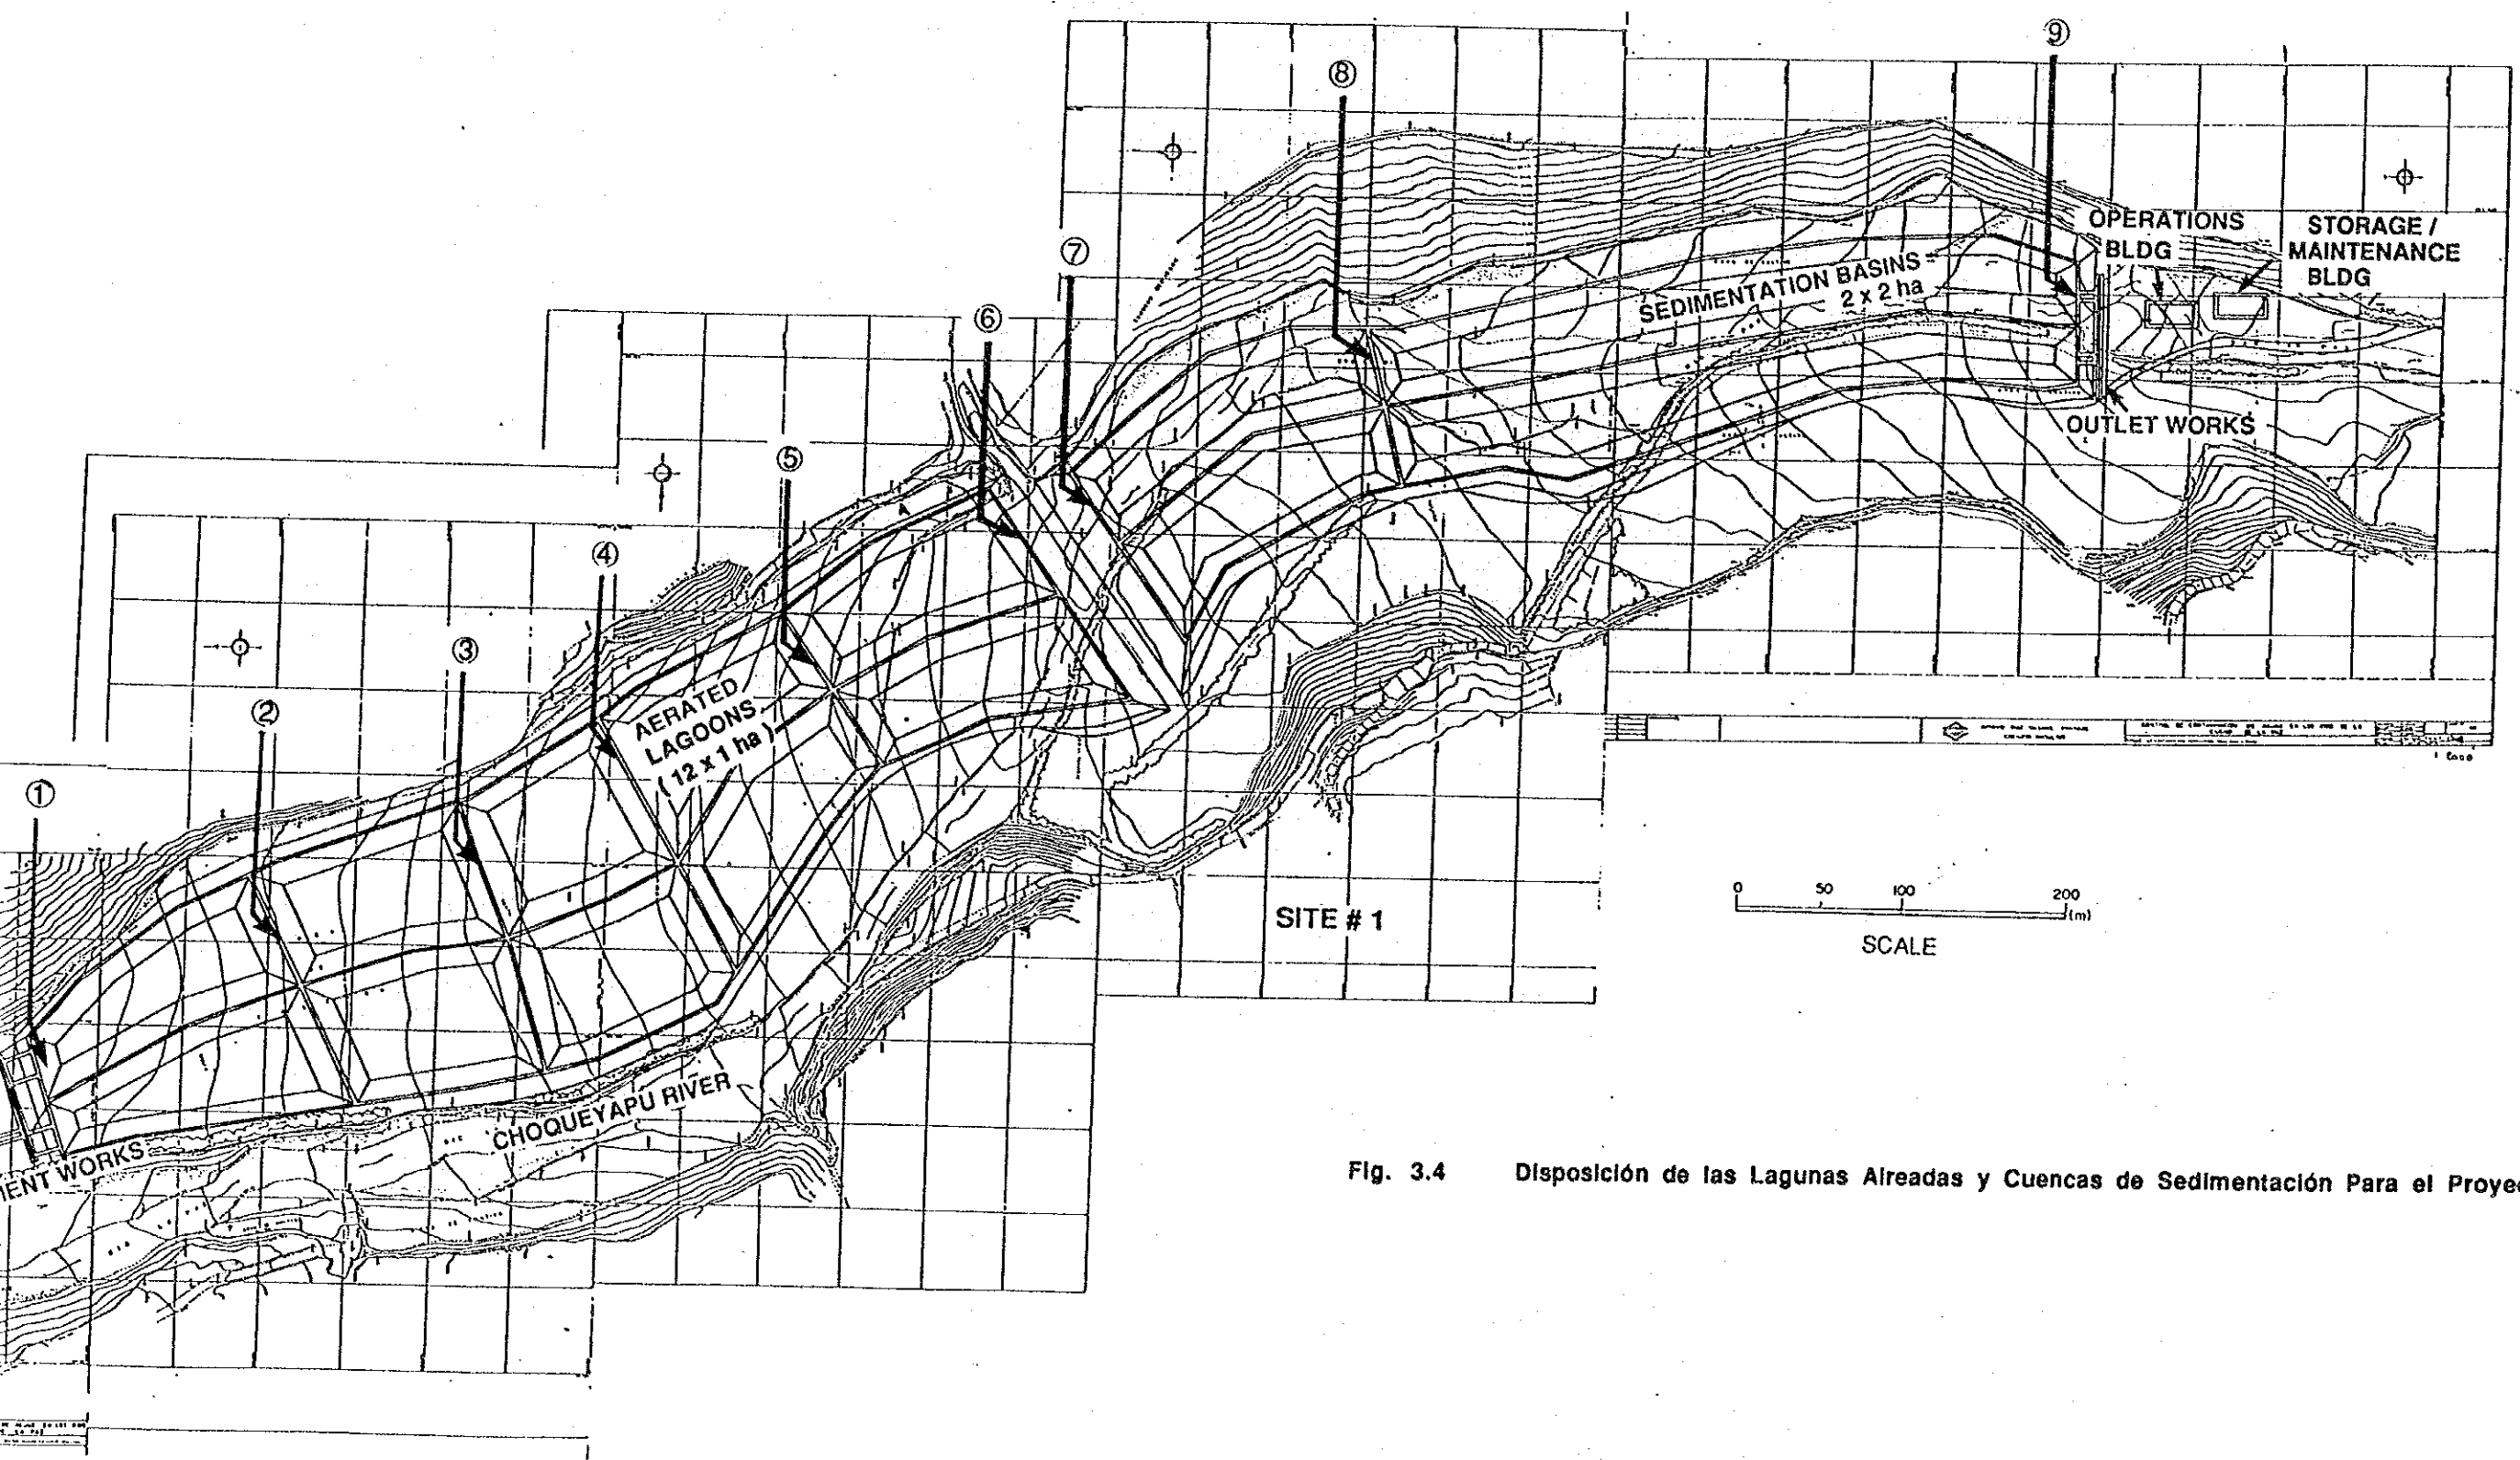 ⑨
⑧
OPERATIONS
BLDG
STORAGE /
MAINTENANCE
BLDG
⑦
SEDIMENTATION BASINS
2 x 2 ha
⑥
OUTLET WORKS
⑤
④
③
AERATED
LAGOONS
( 12 x 1 ha )
②
①
0 50 100 200
(m)
SCALE
SITE # 1
CHOQUEYAPU RIVER
WORKS
Fig. 3.4 Disposición de las Lagunas Aireadas y Cuencas de Sedimentación Para el